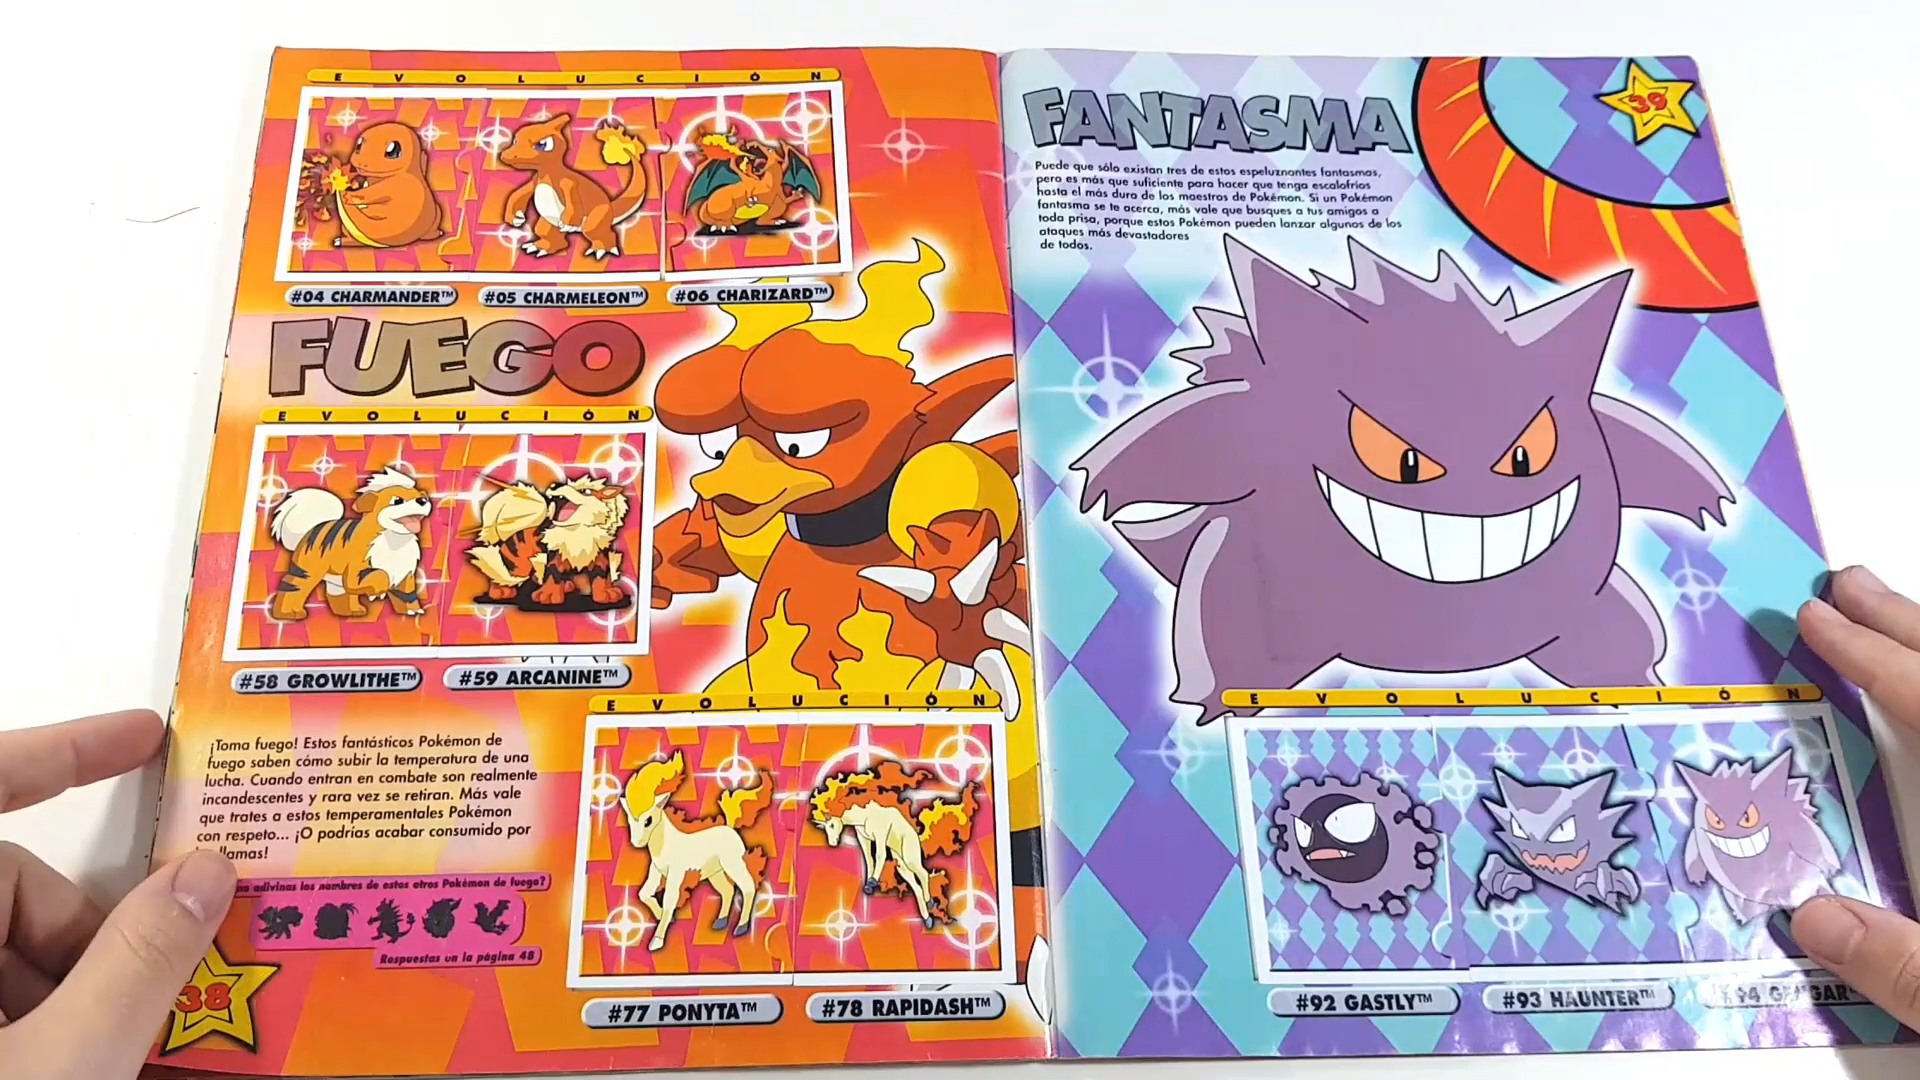 EVOLUCIÓN
#04 CHARMANDER™
#05 CHARMELEON™
#06 CHARIZARD™
FUEGO
EVOLUCIÓN
#58 GROWLITHE™
#59 ARCANINE™
¡Toma fuego! Estos fantásticos Pokémon de
fuego saben cómo subir la temperatura de una
lucha. Cuando entran en combate son realmente
incandescentes y rara vez se retiran. Más vale
que trates a estos temperamentales Pokémon
con respeto... ¡O podrías acabar consumido por
llamas!
adivinas los nombres de estos otros Pokémon de fuego?
Respuestas en la página 48
38
EVOLUCIÓN
#77 PONYTA™
#78 RAPIDASH™
FANTASMA
39
Puede que sólo existan tres de estos espeluznantes fantasmas,
pero es más que suficiente para hacer que tenga escalofríos
hasta el más duro de los maestros de Pokémon. Si un Pokémon
fantasma se te acerca, más vale que busques a tus amigos a
toda prisa, porque estos Pokémon pueden lanzar algunos de los
ataques más devastadores
de todos.
EVOLUCIÓN
#92 GASTLY™
#93 HAUNTER™
#94 GENGAR